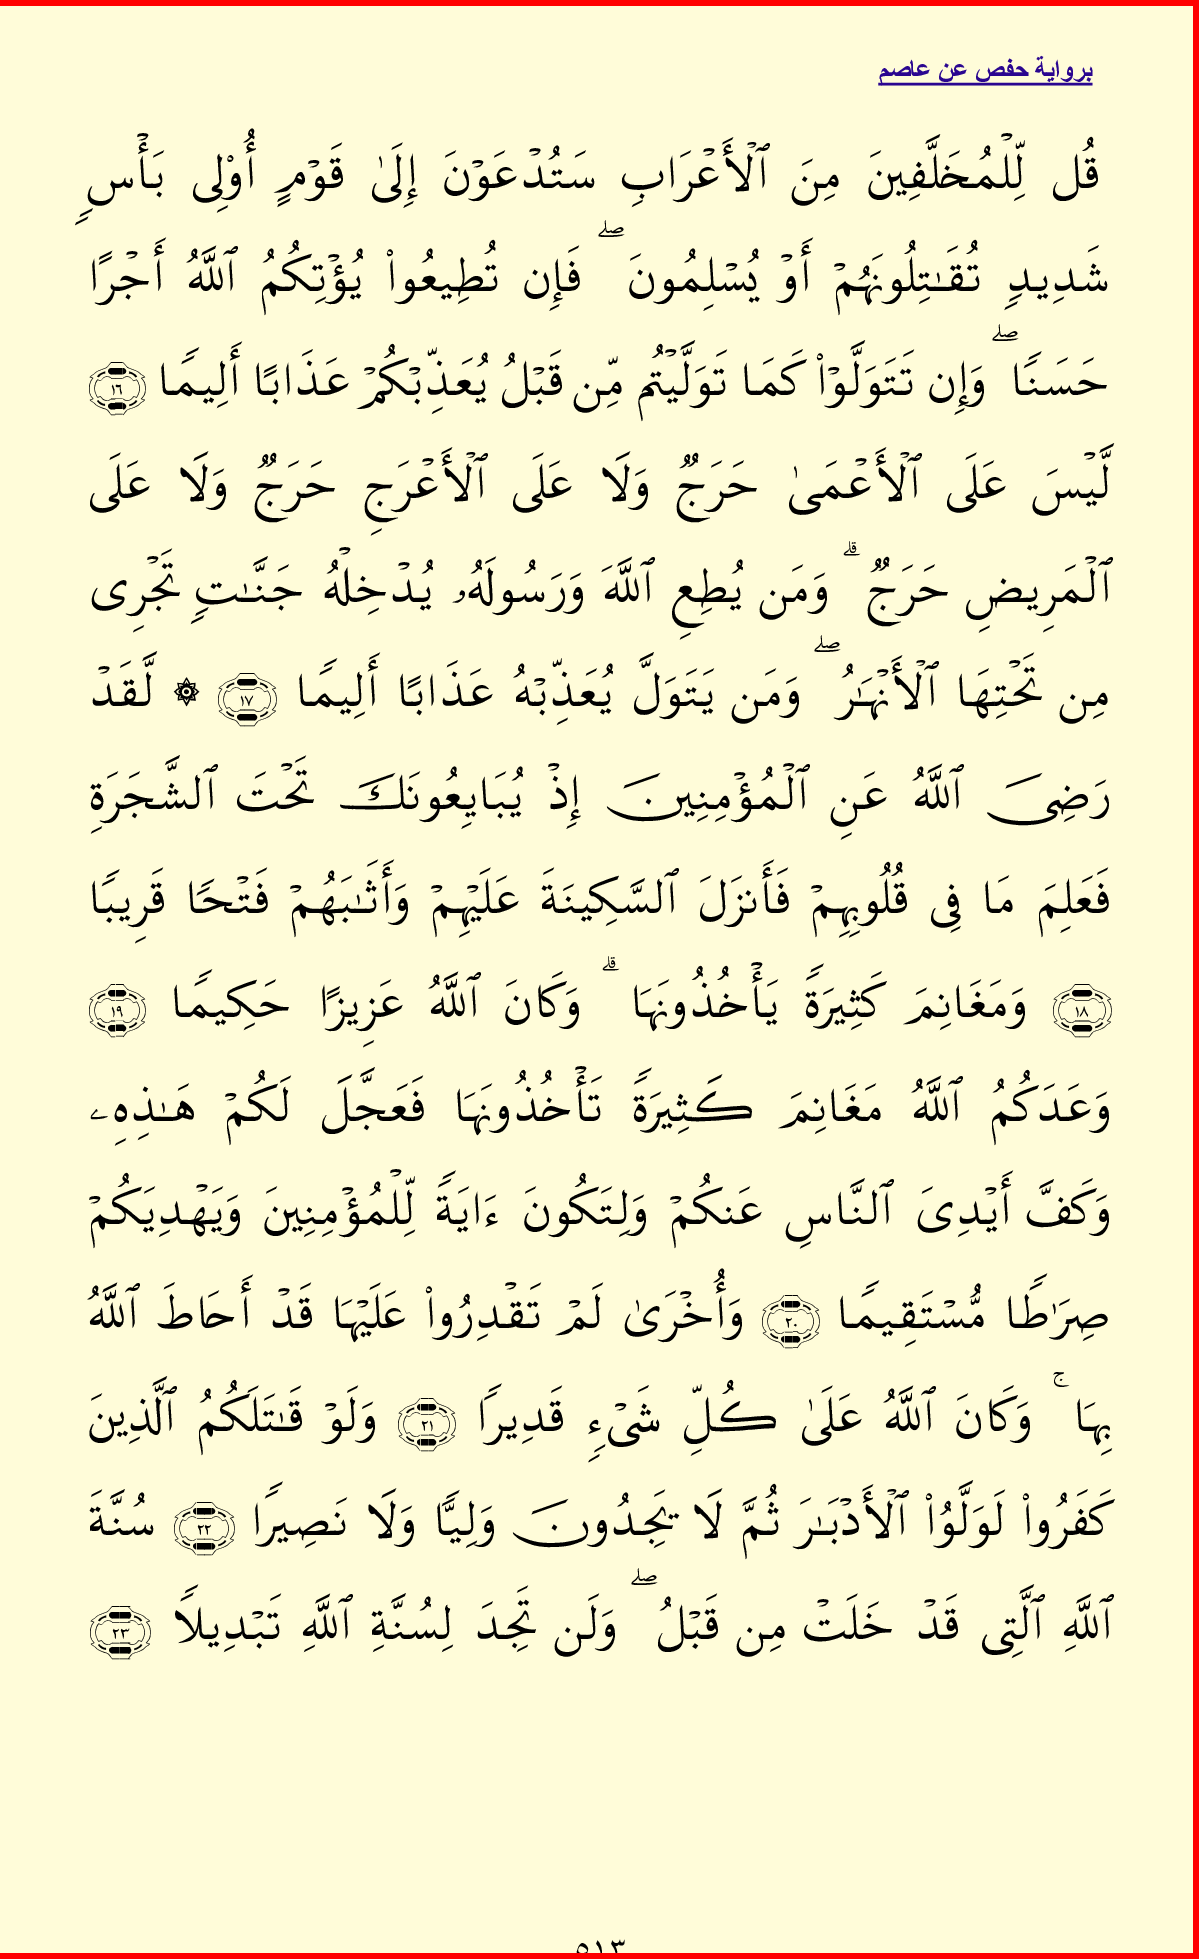 برواية حفص عن عاصم
قُل لِّلۡمُخَلَّفِينَ مِنَ ٱلۡأَعۡرَابِ سَتُدۡعَوۡنَ إِلَىٰ قَوۡمٍ أُوْلِى بَأۡسٖ
شَدِيدٖ تُقَـٰتِلُونَهُمۡ أَوۡ يُسۡلِمُونَ ۖ فَإِن تُطِيعُواْ يُؤۡتِكُمُ ٱللَّهُ أَجۡرًا
حَسَنًا ۖ وَإِن تَتَوَلَّوۡاْ كَمَا تَوَلَّيۡتُم مِّن قَبۡلُ يُعَذِّبۡكُمۡ عَذَابًا أَلِيمًا ١٦
لَّيۡسَ عَلَى ٱلۡأَعۡمَىٰ حَرَجٌ وَلَا عَلَى ٱلۡأَعۡرَجِ حَرَجٌ وَلَا عَلَى
ٱلۡمَرِيضِ حَرَجٌ ۗ وَمَن يُطِعِ ٱللَّهَ وَرَسُولَهُۥ يُدۡخِلۡهُ جَنَّـٰتٍ تَجۡرِى
مِن تَحۡتِهَا ٱلۡأَنۡهَـٰرُ ۖ وَمَن يَتَوَلَّ يُعَذِّبۡهُ عَذَابًا أَلِيمًا ١٧ ۞ لَّقَدۡ
رَضِىَ ٱللَّهُ عَنِ ٱلۡمُؤۡمِنِينَ إِذۡ يُبَايِعُونَكَ تَحۡتَ ٱلشَّجَرَةِ
فَعَلِمَ مَا فِى قُلُوبِهِمۡ فَأَنزَلَ ٱلسَّكِينَةَ عَلَيۡهِمۡ وَأَثَـٰبَهُمۡ فَتۡحًا قَرِيبًا
١٨ وَمَغَانِمَ كَثِيرَةً يَأۡخُذُونَهَا ۗ وَكَانَ ٱللَّهُ عَزِيزًا حَكِيمًا ١٩
وَعَدَكُمُ ٱللَّهُ مَغَانِمَ كَثِيرَةً تَأۡخُذُونَهَا فَعَجَّلَ لَكُمۡ هَـٰذِهِۦ
وَكَفَّ أَيۡدِىَ ٱلنَّاسِ عَنكُمۡ وَلِتَكُونَ ءَايَةً لِّلۡمُؤۡمِنِينَ وَيَهۡدِيَكُمۡ
صِرَٰطًا مُّسۡتَقِيمًا ٢٠ وَأُخۡرَىٰ لَمۡ تَقۡدِرُواْ عَلَيۡهَا قَدۡ أَحَاطَ ٱللَّهُ
بِهَا ۚ وَكَانَ ٱللَّهُ عَلَىٰ كُلِّ شَىۡءٍ قَدِيرًا ٢١ وَلَوۡ قَـٰتَلَكُمُ ٱلَّذِينَ
كَفَرُواْ لَوَلَّوُاْ ٱلۡأَدۡبَـٰرَ ثُمَّ لَا يَجِدُونَ وَلِيًّا وَلَا نَصِيرًا ٢٢ سُنَّةَ
ٱللَّهِ ٱلَّتِى قَدۡ خَلَتۡ مِن قَبۡلُ ۖ وَلَن تَجِدَ لِسُنَّةِ ٱللَّهِ تَبۡدِيلًا ٢٣
٥١٣